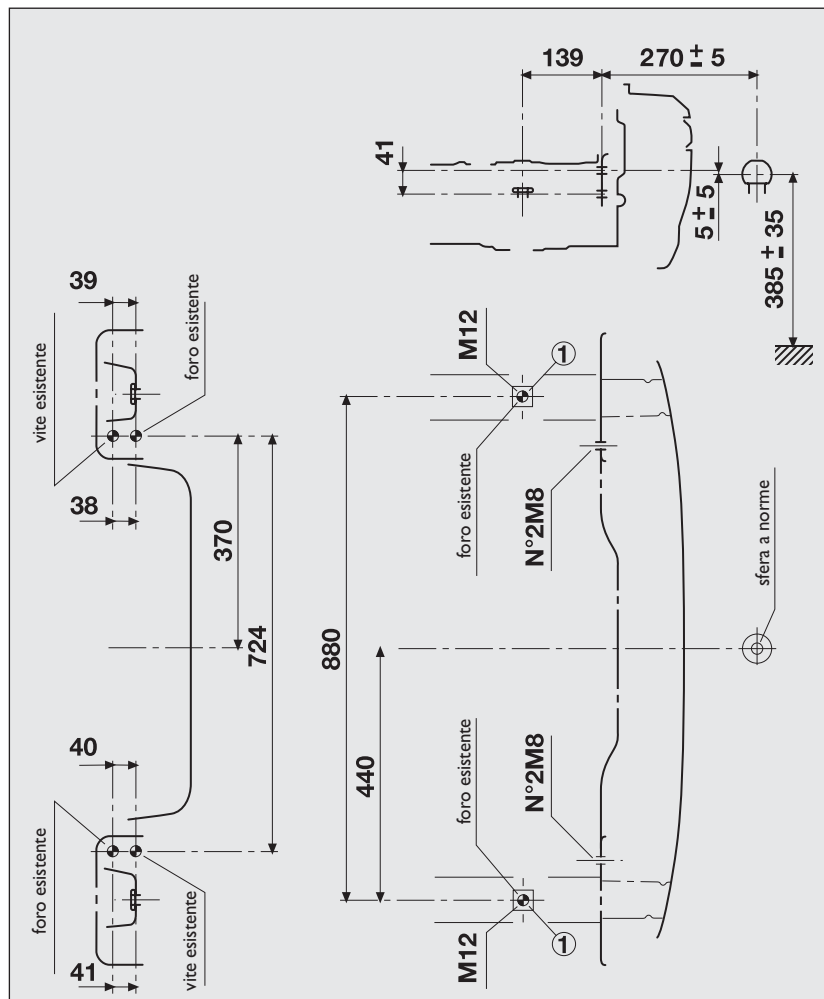 139
270 ± 5
41
5 ± 5
385 ± 35
39
vite esistente
foro esistente
38
370
724
40
foro esistente
vite esistente
41
M12
1
foro esistente
N°2M8
880
440
sfera a norme
foro esistente
N°2M8
M12
1